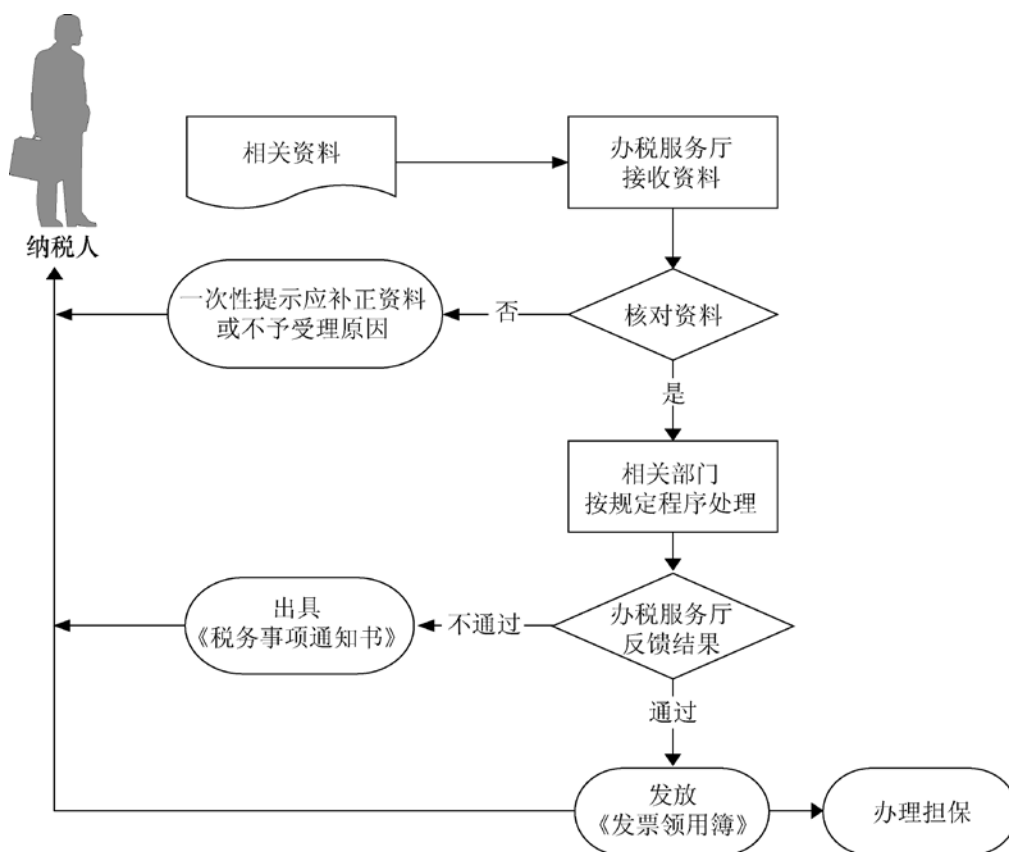 相关资料
办税服务厅
接收资料
纳税人
一次性提示应补正资料
或不予受理原因
否
核对资料
是
相关部门
按规定程序处理
出具
《税务事项通知书》
不通过
办税服务厅
反馈结果
通过
发放
《发票领用簿》
办理担保